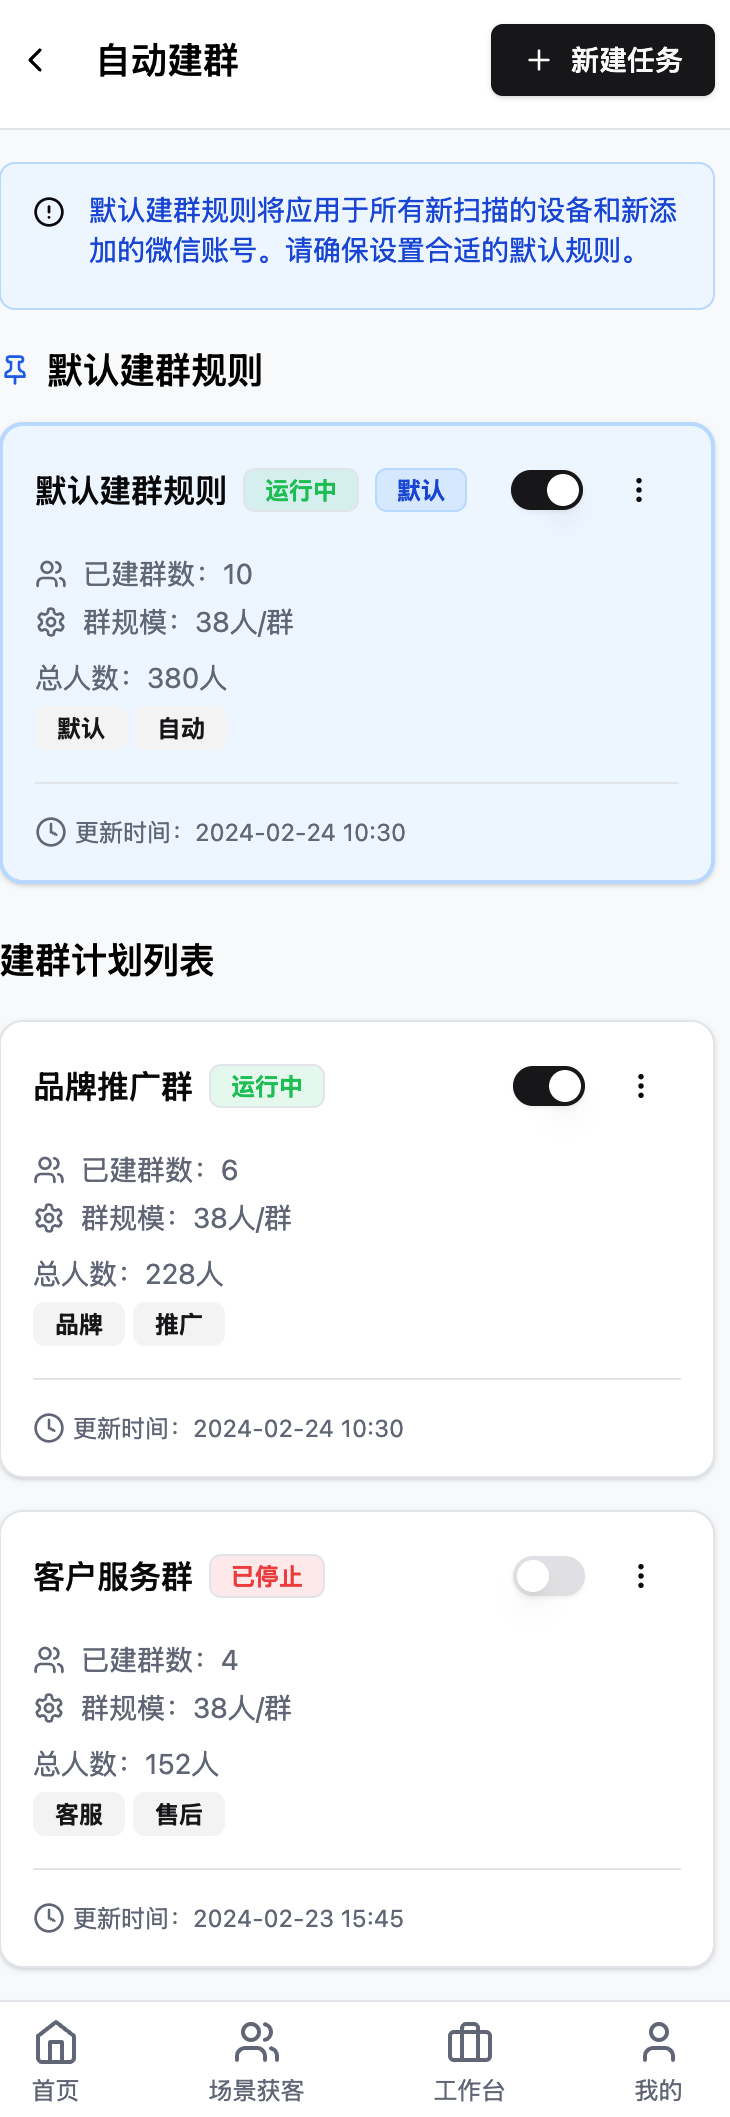 自动建群
新建任务
默认建群规则将应用于所有新扫描的设备和新添
加的微信账号。请确保设置合适的默认规则。
默认建群规则
默认建群规则 运行中 默认
已建群数：10
群规模：38人/群
总人数：380人
默认 自动
更新时间：2024-02-24 10:30
建群计划列表
品牌推广群 运行中
已建群数：6
群规模：38人/群
总人数：228人
品牌 推广
更新时间：2024-02-24 10:30
客户服务群 已停止
已建群数：4
群规模：38人/群
总人数：152人
客服 售后
更新时间：2024-02-23 15:45
首页 场景获客 工作台 我的